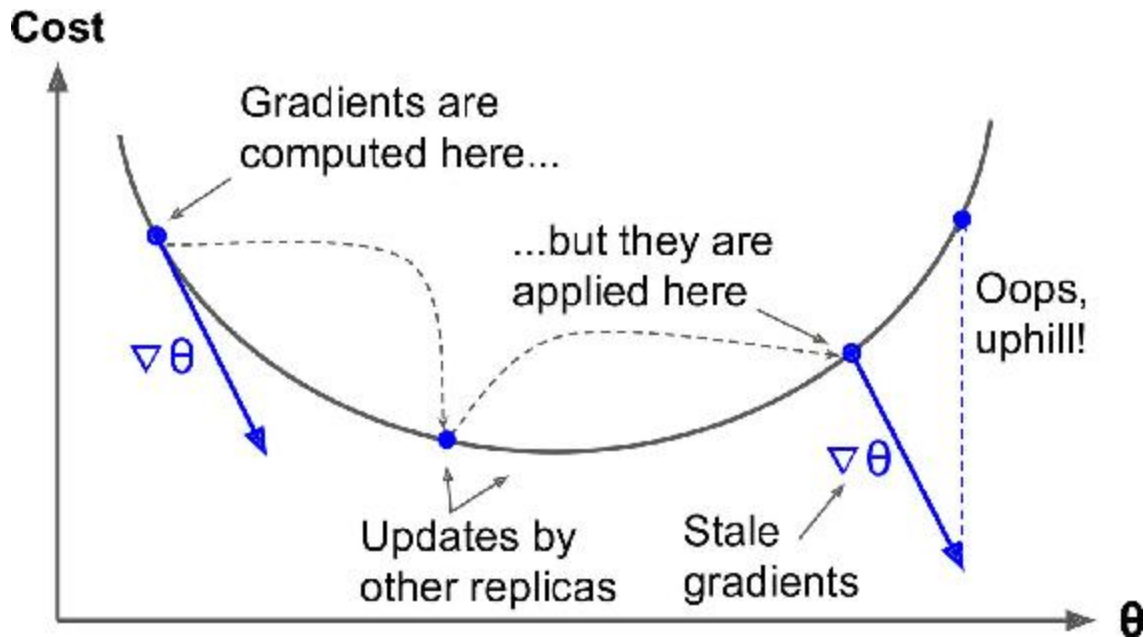 Cost
Gradients are
computed here...
...but they are
applied here
Oops,
uphill!
∇θ
∇θ
Updates by
other replicas
Stale
gradients
θ